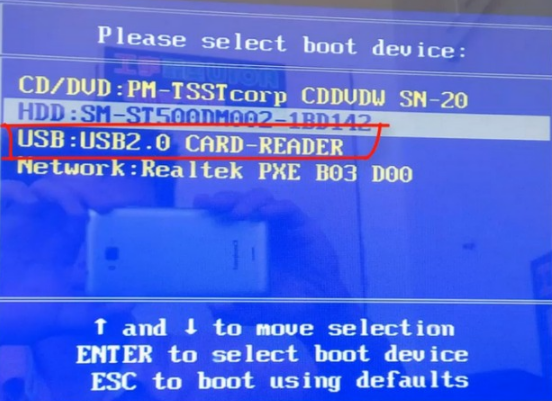 Please select boot device:
CD/DVD:PM-TSSTcorp CDDVDW SN-20
HDD:SM-ST500DM002-1BD142
USB:USB2.0 CARD-READER
Network:Realtek PXE B03 D00
↑ and ↓ to move selection
ENTER to select boot device
ESC to boot using defaults